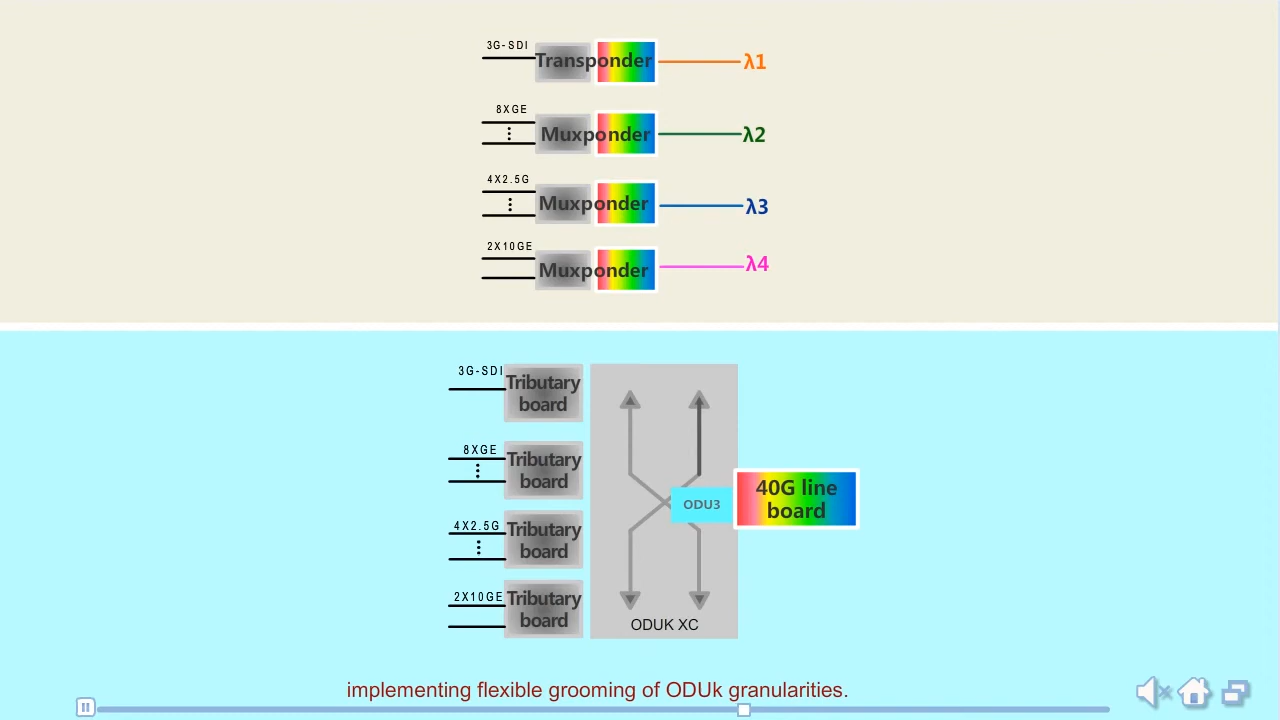 3G-SDI
Transponder
λ1
8XGE
Muxponder
λ2
4X2.5G
Muxponder
λ3
2X10GE
Muxponder
λ4
3G-SDI
Tributary
board
8XGE
Tributary
board
ODU3
40G line
board
4X2.5G
Tributary
board
2X10GE
Tributary
board
ODUK XC
implementing flexible grooming of ODUk granularities.